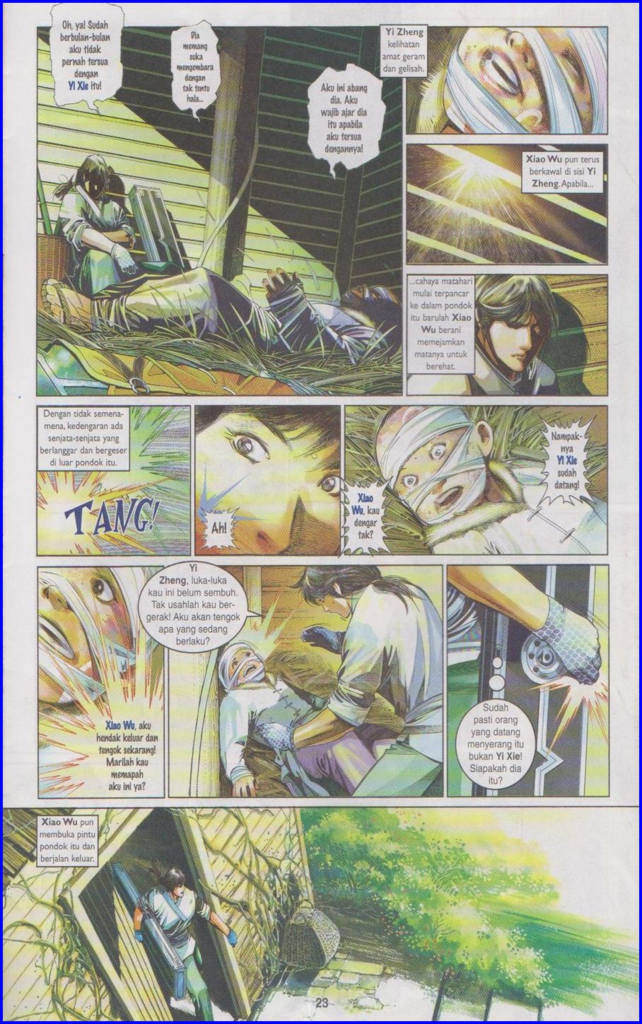 Oh, ya! Sudah
berbulan-bulan
aku tidak
pernah tersua
dengan
Yi Xie itu!
Dia
memang
suka
mengembara
dengan
tak tentu
hala...
Aku ini abang
dia. Aku
wajib ajar dia
itu apabila
aku tersua
dengannya!
Yi Zheng
kelihatan
amat geram
dan gelisah.
Xiao Wu pun terus
berkawal di sisi Yi
Zheng. Apabila...
...cahaya matahari
mulai terpancar
ke dalam pondok
itu barulah Xiao
Wu berani
memejamkan
matanya untuk
berehat.
Dengan tidak semena-
mena, kedengaran ada
senjata-senjata yang
berlanggar dan bergeser
di luar pondok itu.
TANG!
Ah!
Xiao
Wu, kau
dengar
tak?
Nampak-
nya
Yi Xie
sudah
datang!
Xiao Wu, aku
hendak keluar dan
tengok sekarang!
Marilah kau
memapah
aku ini ya?
Yi
Zheng, luka-luka
kau ini belum sembuh.
Tak usahlah kau ber-
gerak! Aku akan tengok
apa yang sedang
berlaku?
Sudah
pasti orang
yang datang
menyerang itu
bukan Yi Xie!
Siapakah dia
itu?
Xiao Wu pun
membuka pintu
pondok itu dan
berjalan keluar.
23